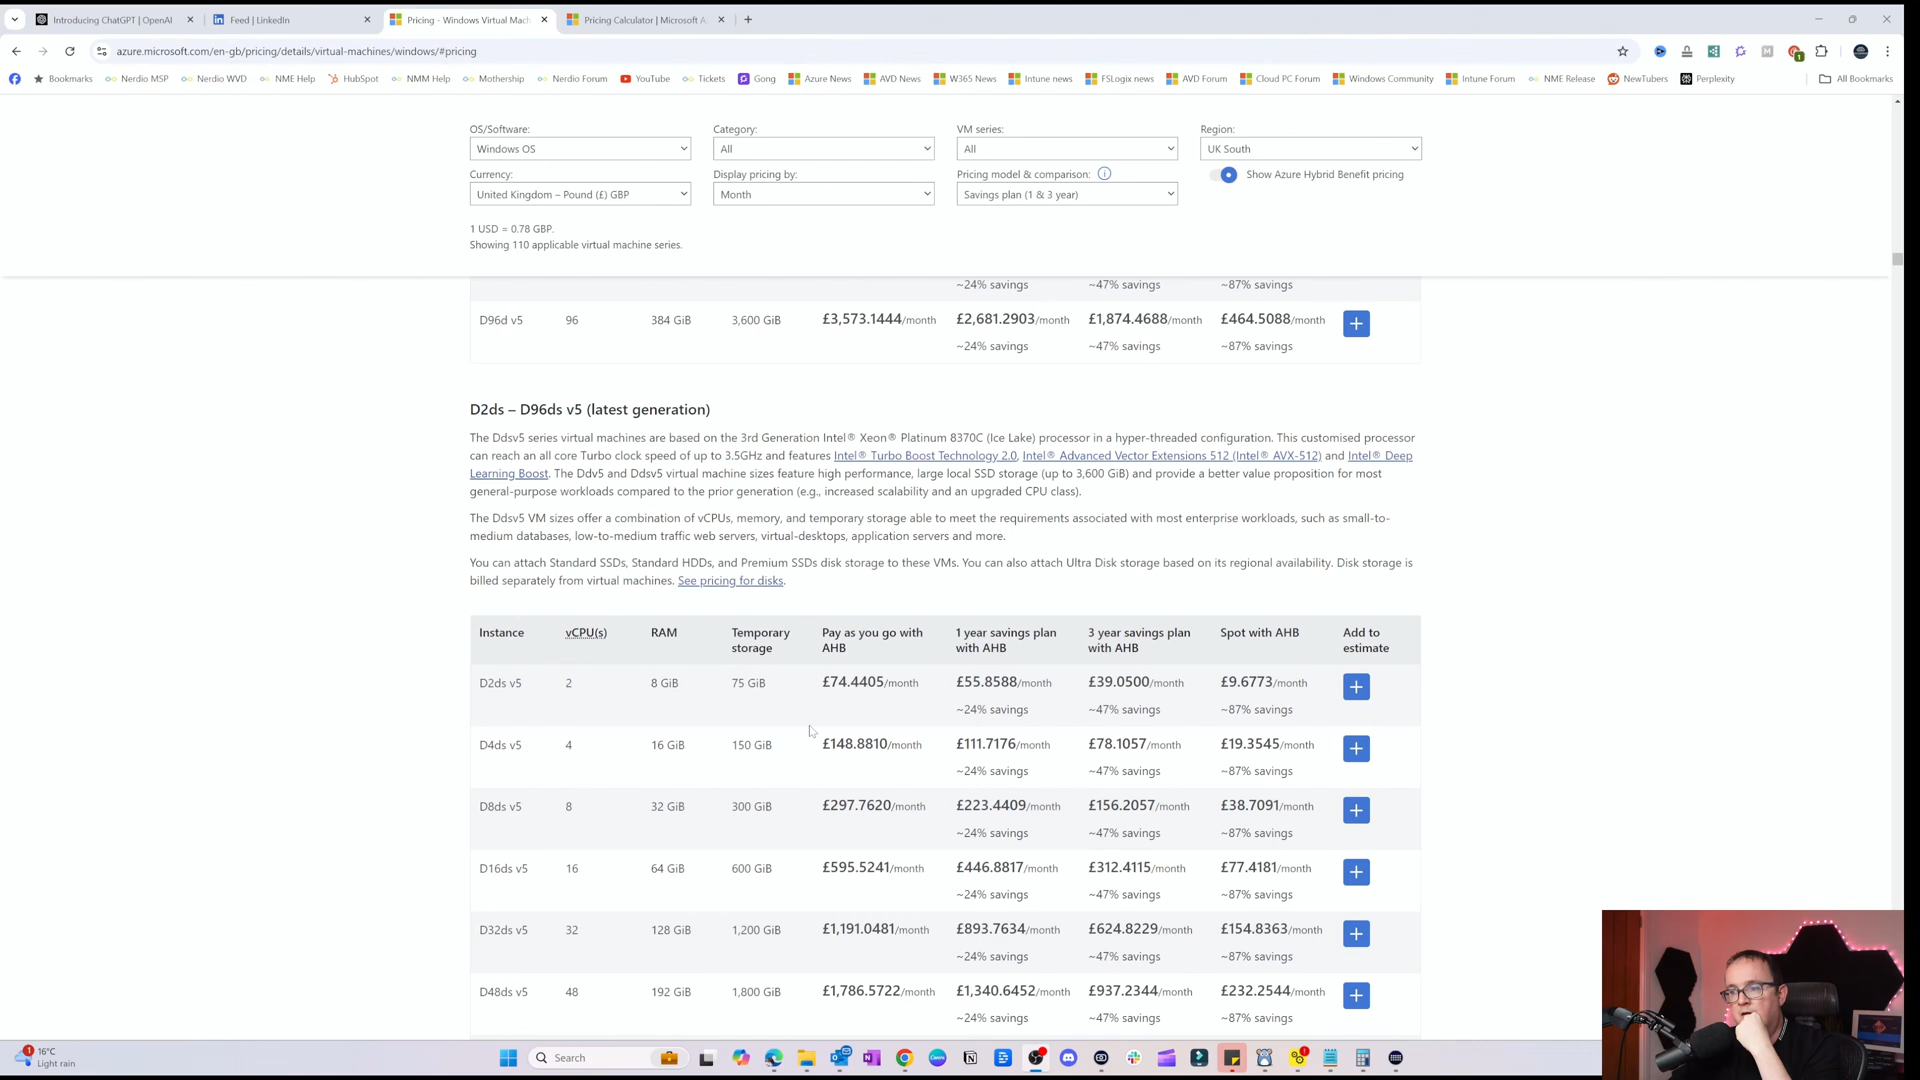 Introducing ChatGPT | OpenAI
Feed | LinkedIn
Pricing - Windows Virtual Mach
Pricing Calculator | Microsoft A
azure.microsoft.com/en-gb/pricing/details/virtual-machines/windows/#pricing
Bookmarks
Nerdio MSP
Nerdio WVD
NME Help
HubSpot
NMM Help
Mothership
Nerdio Forum
YouTube
Tickets
Gong
Azure News
AVD News
W365 News
Intune news
FSLogix news
AVD Forum
Cloud PC Forum
Windows Community
Intune Forum
NME Release
NewTubers
Perplexity
All Bookmarks
OS/Software: Category: VM series: Region:
Windows OS All All UK South
Currency: Display pricing by: Pricing model & comparison: Show Azure Hybrid Benefit pricing
United Kingdom – Pound (£) GBP Month Savings plan (1 & 3 year)
1 USD = 0.78 GBP.
Showing 110 applicable virtual machine series.
~24% savings ~47% savings ~87% savings
D96d v5 96 384 GiB 3,600 GiB £3,573.1444/month £2,681.2903/month £1,874.4688/month £464.5088/month
~24% savings ~47% savings ~87% savings
D2ds – D96ds v5 (latest generation)
The Ddsv5 series virtual machines are based on the 3rd Generation Intel® Xeon® Platinum 8370C (Ice Lake) processor in a hyper-threaded configuration. This customised processor
can reach an all core Turbo clock speed of up to 3.5GHz and features Intel® Turbo Boost Technology 2.0, Intel® Advanced Vector Extensions 512 (Intel® AVX-512) and Intel® Deep
Learning Boost. The Ddv5 and Ddsv5 virtual machine sizes feature high performance, large local SSD storage (up to 3,600 GiB) and provide a better value proposition for most
general-purpose workloads compared to the prior generation (e.g., increased scalability and an upgraded CPU class).
The Ddsv5 VM sizes offer a combination of vCPUs, memory, and temporary storage able to meet the requirements associated with most enterprise workloads, such as small-to-
medium databases, low-to-medium traffic web servers, virtual-desktops, application servers and more.
You can attach Standard SSDs, Standard HDDs, and Premium SSDs disk storage to these VMs. You can also attach Ultra Disk storage based on its regional availability. Disk storage is
billed separately from virtual machines. See pricing for disks.
Instance vCPU(s) RAM Temporary storage Pay as you go with AHB 1 year savings plan with AHB 3 year savings plan with AHB Spot with AHB Add to estimate
D2ds v5 2 8 GiB 75 GiB £74.4405/month £55.8588/month £39.0500/month £9.6773/month
~24% savings ~47% savings ~87% savings
D4ds v5 4 16 GiB 150 GiB £148.8810/month £111.7176/month £78.1057/month £19.3545/month
~24% savings ~47% savings ~87% savings
D8ds v5 8 32 GiB 300 GiB £297.7620/month £223.4409/month £156.2057/month £38.7091/month
~24% savings ~47% savings ~87% savings
D16ds v5 16 64 GiB 600 GiB £595.5241/month £446.8817/month £312.4115/month £77.4181/month
~24% savings ~47% savings ~87% savings
D32ds v5 32 128 GiB 1,200 GiB £1,191.0481/month £893.7634/month £624.8229/month £154.8363/month
~24% savings ~47% savings ~87% savings
D48ds v5 48 192 GiB 1,800 GiB £1,786.5722/month £1,340.6452/month £937.2344/month £232.2544/month
~24% savings ~47% savings ~87% savings
1
16°C
Light rain
Search